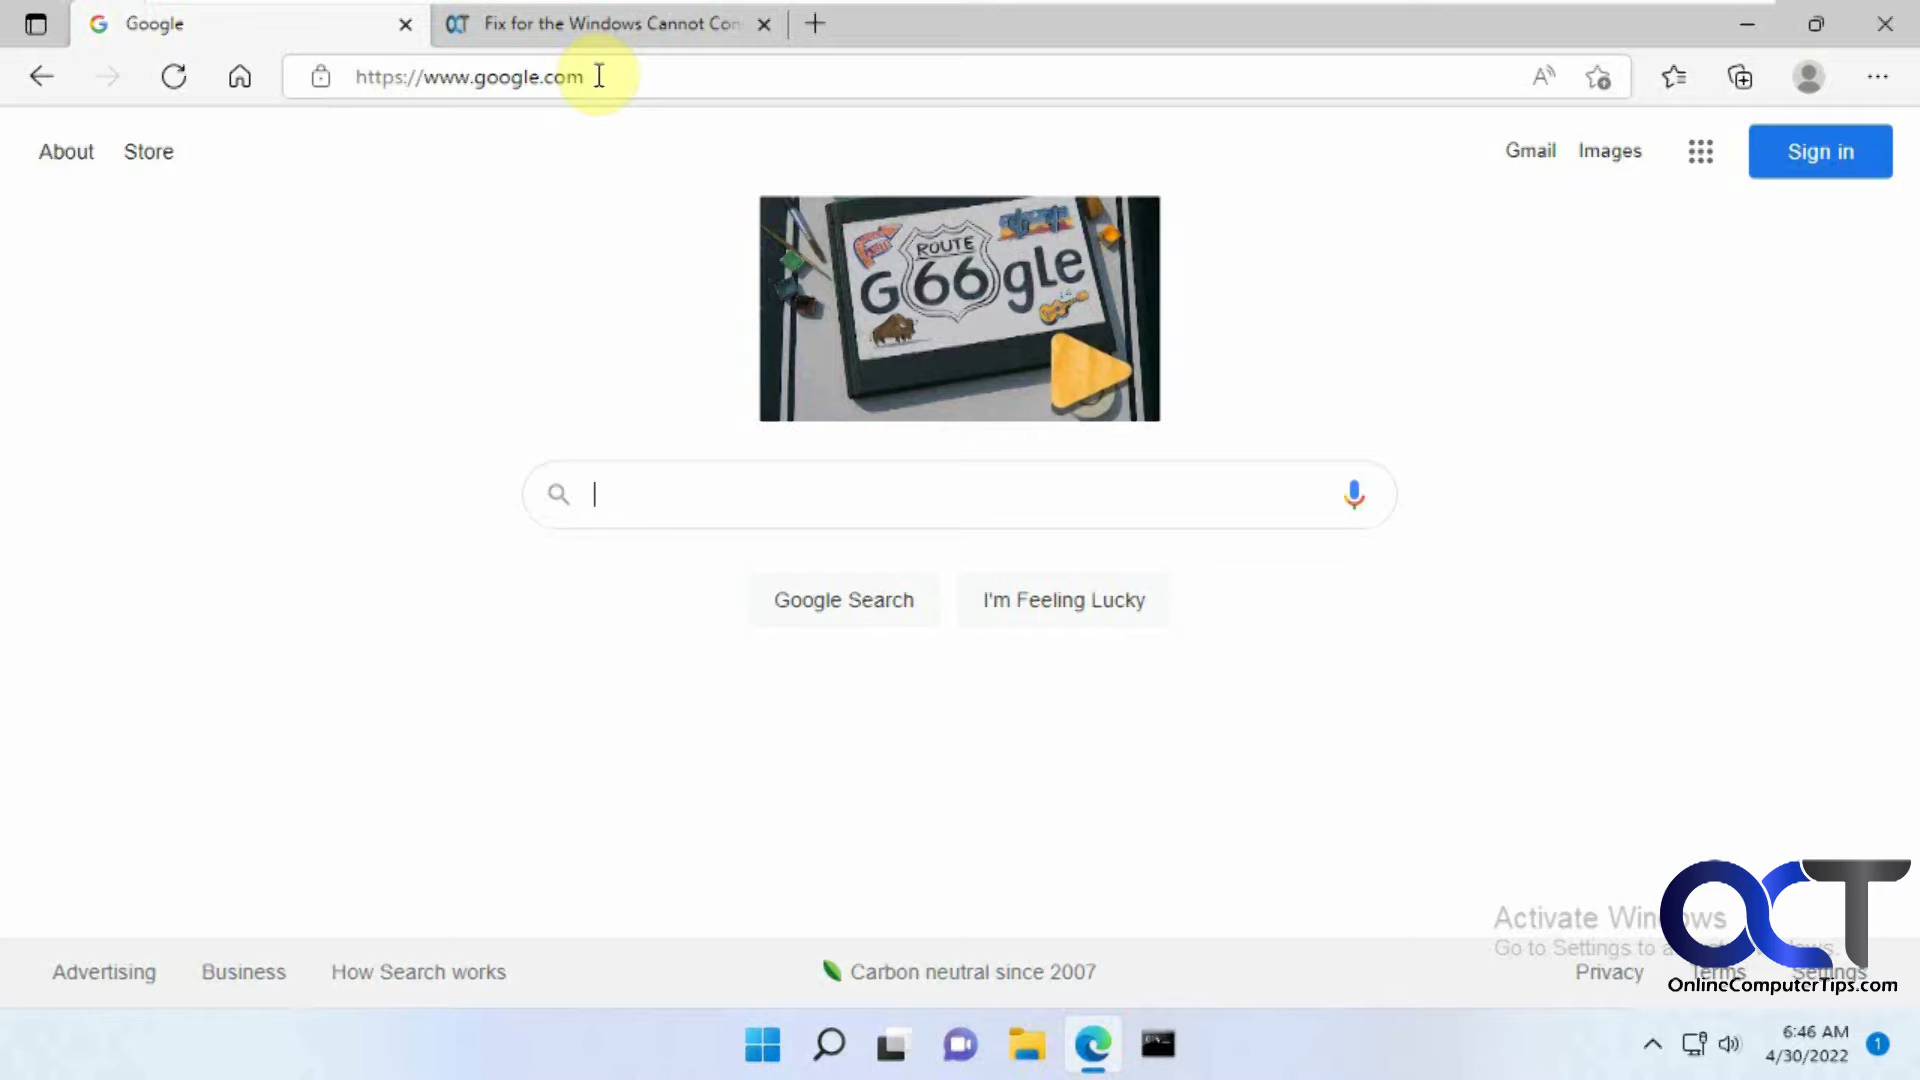 Google
Fix for the Windows Cannot Con
https://www.google.com
About Store
Gmail Images
Sign in
ROUTE
G66gle
Google Search I'm Feeling Lucky
Activate Windows
Go to Settings to
Advertising Business How Search works
Carbon neutral since 2007
Privacy Terms Settings
OCT
OnlineComputerTips.com
6:46 AM
4/30/2022
1